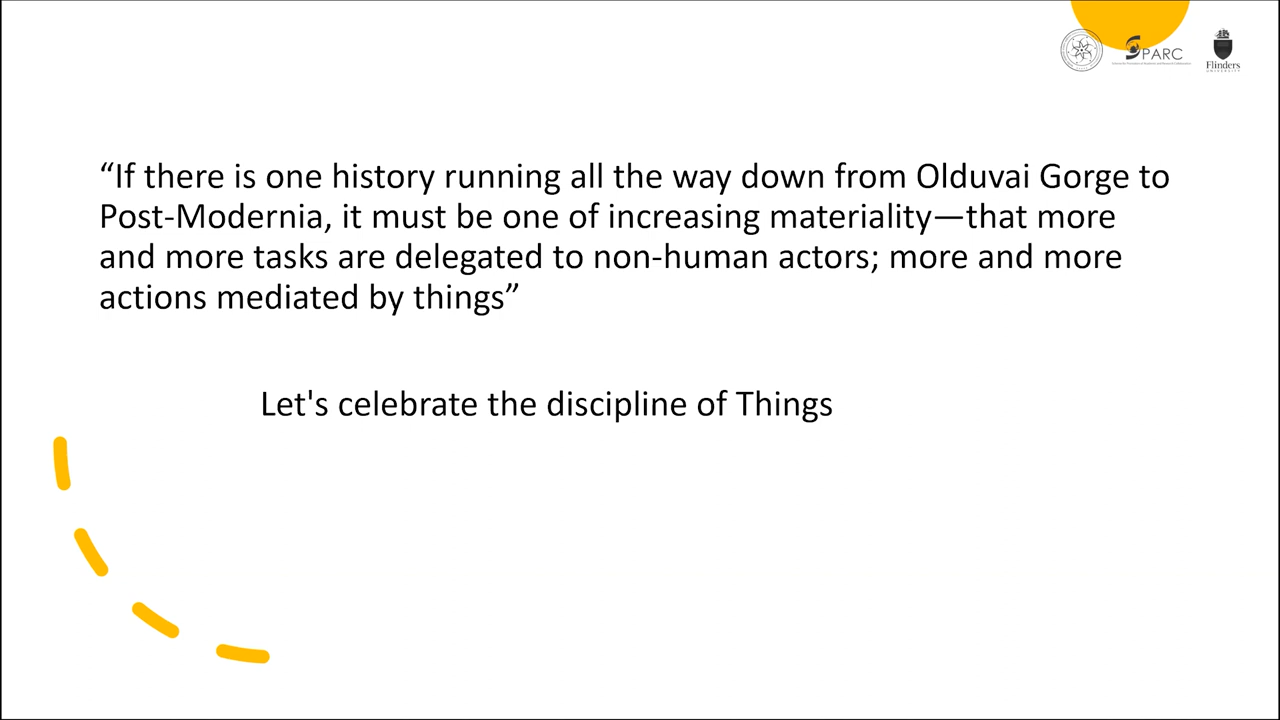 SPARC
Flinders
UNIVERSITY
“If there is one history running all the way down from Olduvai Gorge to
Post-Modernia, it must be one of increasing materiality—that more
and more tasks are delegated to non-human actors; more and more
actions mediated by things”
Let's celebrate the discipline of Things